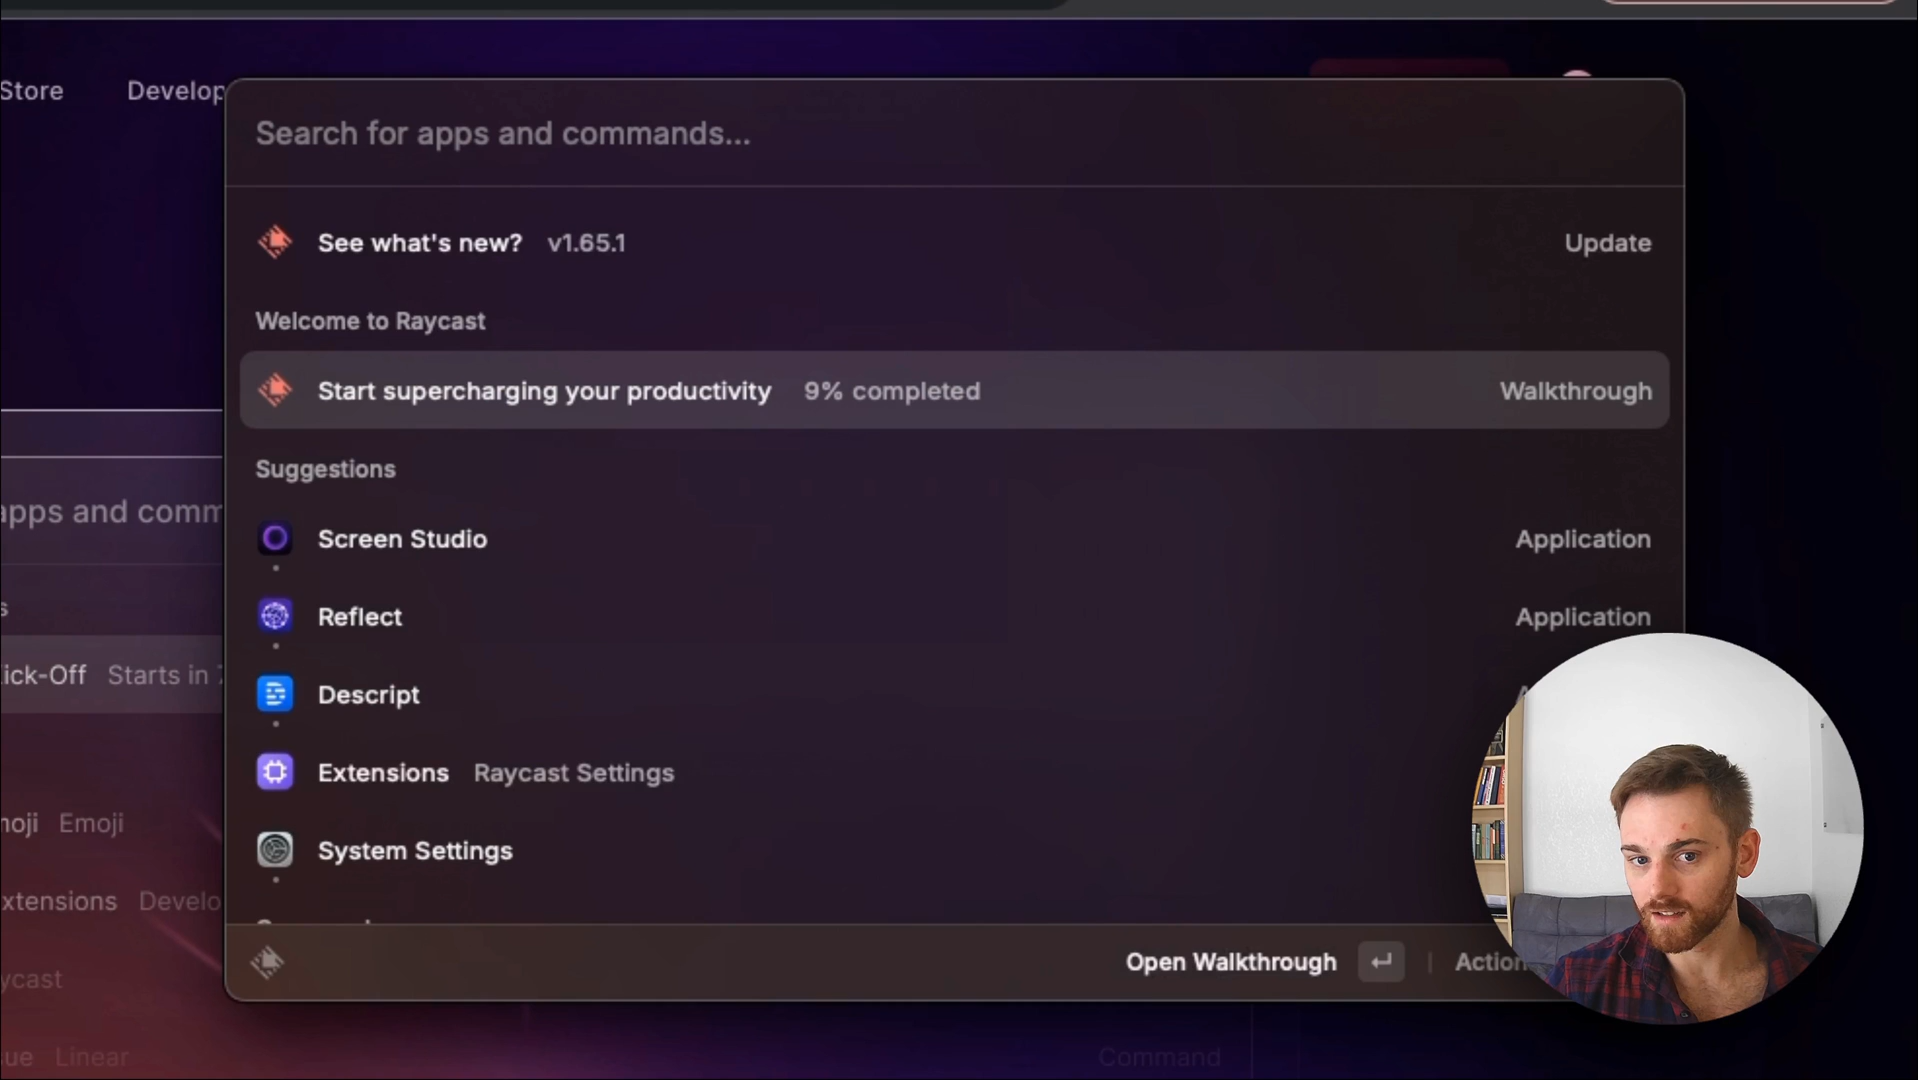 Store Develop
Search for apps and commands...
See what's new? v1.65.1 Update
Welcome to Raycast
Start supercharging your productivity 9% completed Walkthrough
Suggestions
apps and comm
Screen Studio Application
s
Reflect Application
ick-Off Starts in
Descript
Extensions Raycast Settings
Emoji
System Settings
xtensions Develo
Open Walkthrough Action
ycast
ue Linear Command